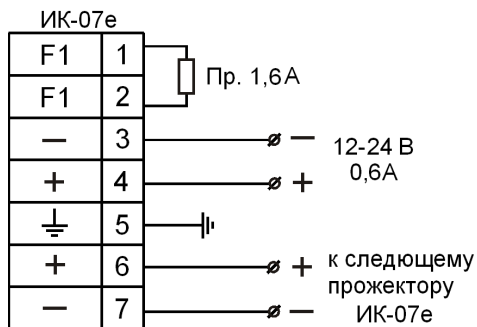 ИК-07е
F1 1
F1 2
Пр. 1,6А
— 3 —
+ 4 +
12-24 В
0,6А
5
+ 6 +
— 7 —
к следющему
прожектору
ИК-07е